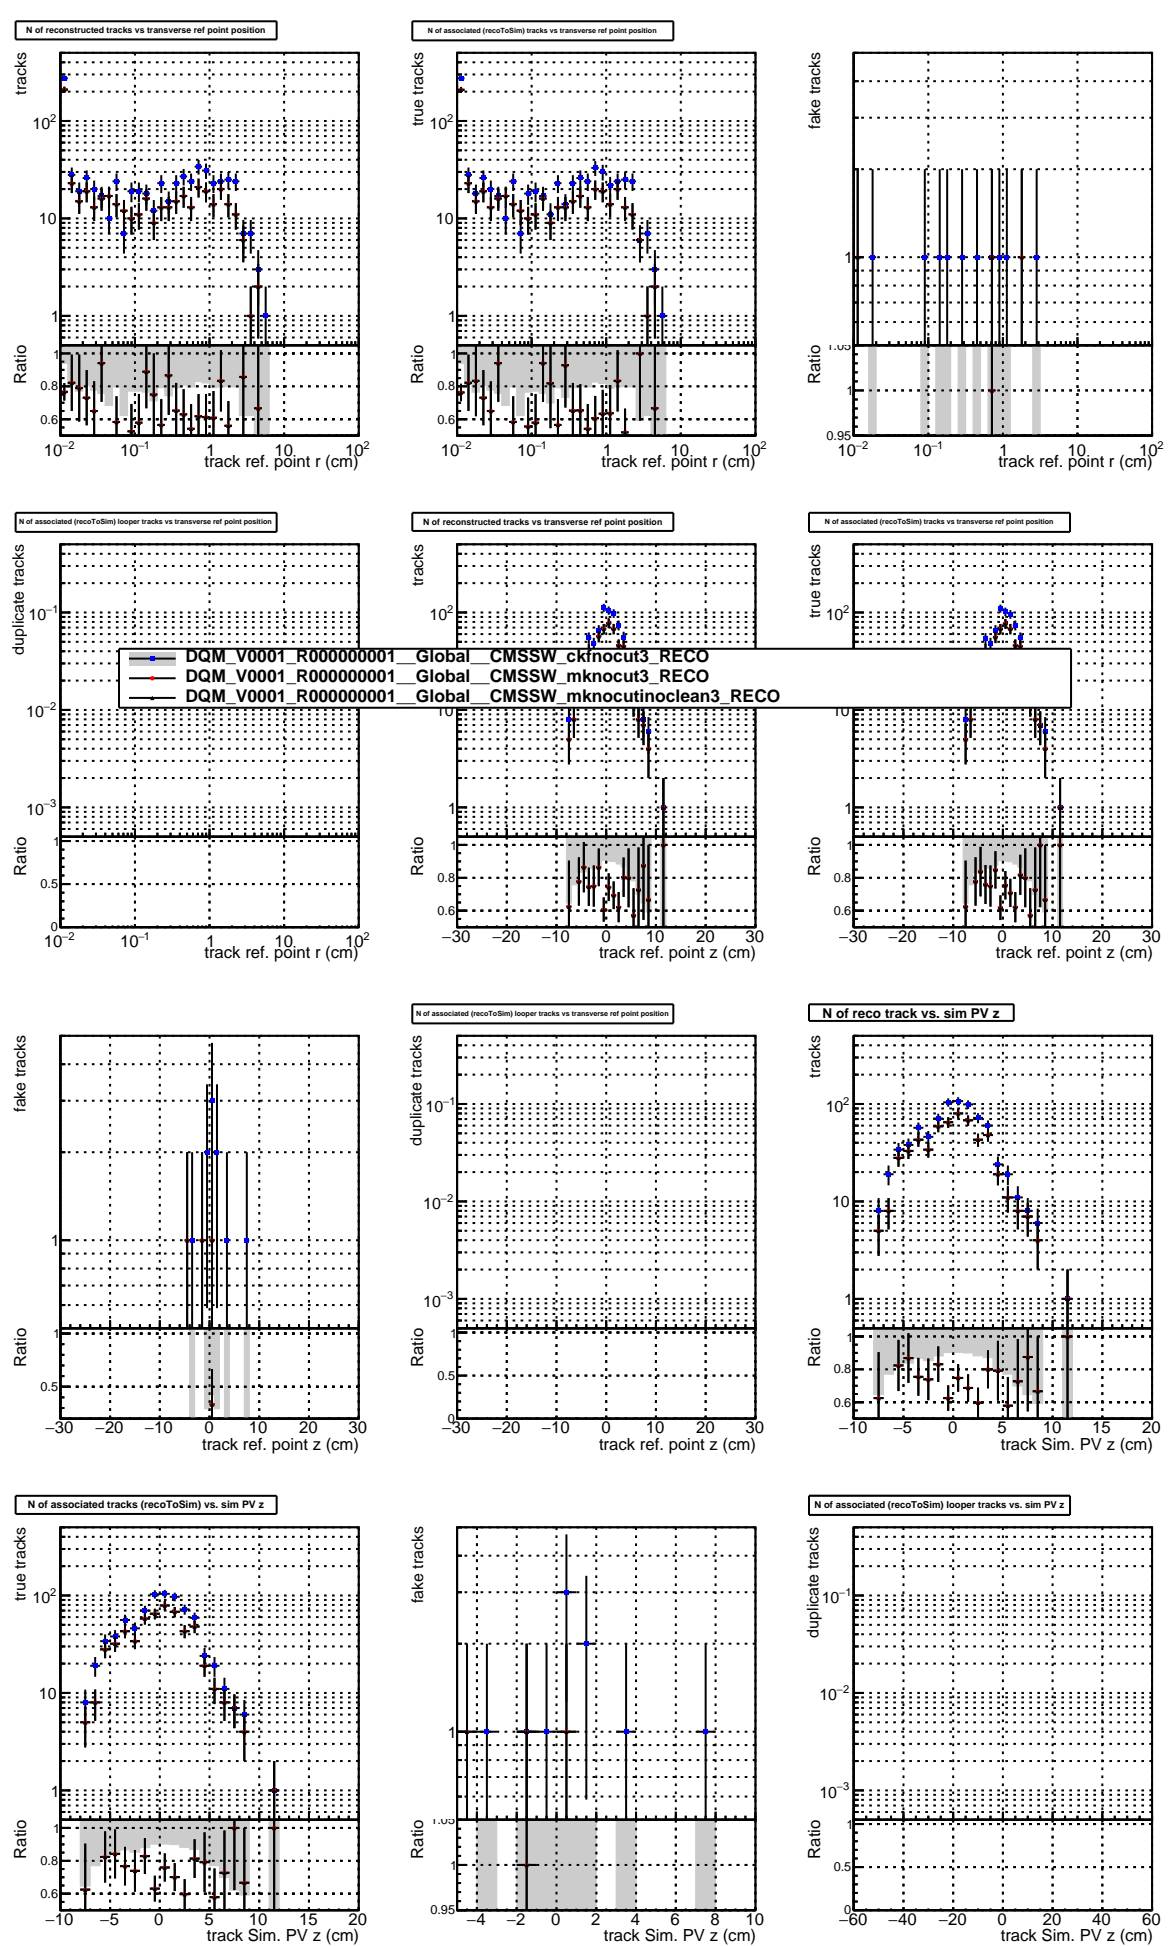 N of reconstructed tracks vs transverse ref point position
tracks
10²
10
1
Ratio
1
0.8
0.6
10−2 10−1 1 10 10²
track ref. point r (cm)
N of associated (recoToSim) tracks vs transverse ref point position
true tracks
10²
10
1
Ratio
1
0.8
0.6
10−2 10−1 1 10 10²
track ref. point r (cm)
fake tracks
1
Ratio
1.05
1
0.95
10−2 10−1 1 10 10²
track ref. point r (cm)
N of associated (recoToSim) looper tracks vs transverse ref point position
duplicate tracks
10−1
10−2
10−3
Ratio
1
0.5
0
10−2 10−1 1 10 10²
track ref. point r (cm)
N of reconstructed tracks vs transverse ref point position
tracks
10²
10
1
Ratio
1
0.8
0.6
−30 −20 −10 0 10 20 30
track ref. point z (cm)
N of associated (recoToSim) tracks vs transverse ref point position
true tracks
10²
10
1
Ratio
1
0.8
0.6
−30 −20 −10 0 10 20 30
track ref. point z (cm)
DQM_V0001_R000000001__Global__CMSSW_ckfnocut3_RECO
DQM_V0001_R000000001__Global__CMSSW_mknocut3_RECO
DQM_V0001_R000000001__Global__CMSSW_mknocutinoclean3_RECO
fake tracks
1
Ratio
1
0.5
−30 −20 −10 0 10 20 30
track ref. point z (cm)
N of associated (recoToSim) looper tracks vs transverse ref point position
duplicate tracks
10−1
10−2
10−3
Ratio
1
0.5
0
−30 −20 −10 0 10 20 30
track ref. point z (cm)
N of reco track vs. sim PV z
tracks
10²
10
1
Ratio
1
0.8
0.6
−10 −5 0 5 10 15 20
track Sim. PV z (cm)
N of associated tracks (recoToSim) vs. sim PV z
true tracks
10²
10
1
Ratio
1
0.8
0.6
−10 −5 0 5 10 15 20
track Sim. PV z (cm)
fake tracks
1
Ratio
1.05
1
0.95
−4 −2 0 2 4 6 8 10
track Sim. PV z (cm)
N of associated (recoToSim) looper tracks vs. sim PV z
duplicate tracks
10−1
10−2
10−3
Ratio
1
0.5
0
−60 −40 −20 0 20 40 60
track Sim. PV z (cm)